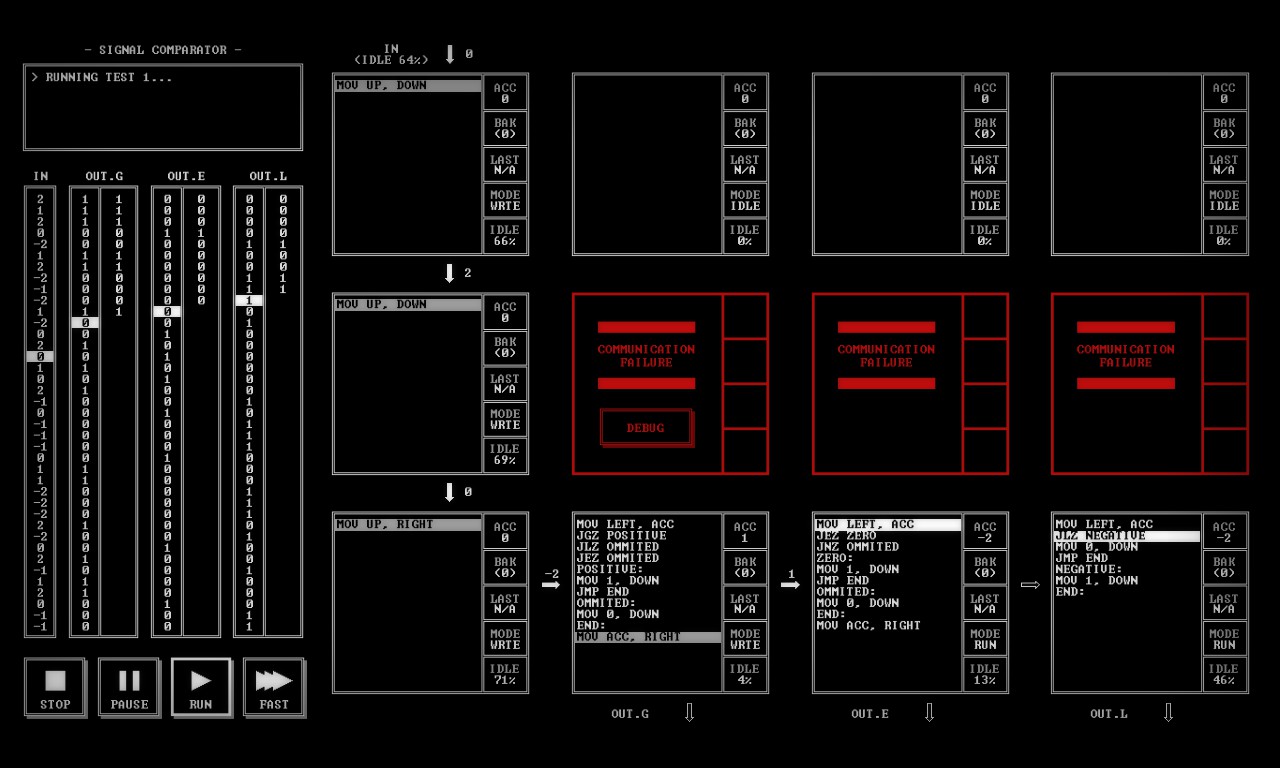 - SIGNAL COMPARATOR -
> RUNNING TEST 1...
IN OUT.G OUT.E OUT.L
2 1 1 0 0 0 0
1 1 1 0 0 0 0
2 1 1 0 0 0 0
0 0 0 1 1 0 0
-2 0 0 0 0 1 1
1 1 1 0 0 0 0
2 1 1 0 0 0 0
-2 0 0 0 0 1 1
-1 0 0 0 0 1 1
-2 0 0 0 0 1
1 1 1 0 0
-2 0 0 1
0 0 1 0
2 1 0 0
0 0 1 0
1 1 0 0
0 0 1 0
2 1 0 0
-1 0 0 1
0 0 1 0
-1 0 0 1
-1 0 0 1
-1 0 0 1
0 0 1 0
1 1 0 0
1 1 0 0
-2 0 0 1
-2 0 0 1
-2 0 0 1
2 1 0 0
-2 0 0 1
0 0 1 0
2 1 0 0
-1 0 0 1
1 1 0 0
2 1 0 0
0 0 1 0
-1 0 0 1
-1 0 0 1
STOP
PAUSE
RUN
FAST
IN
(IDLE 64%)
0
MOV UP, DOWN
ACC
0
BAK
(0)
LAST
N/A
MODE
WRTE
IDLE
66%
ACC
0
BAK
(0)
LAST
N/A
MODE
IDLE
IDLE
0%
ACC
0
BAK
(0)
LAST
N/A
MODE
IDLE
IDLE
0%
ACC
0
BAK
(0)
LAST
N/A
MODE
IDLE
IDLE
0%
2
MOV UP, DOWN
ACC
0
BAK
(0)
LAST
N/A
MODE
WRTE
IDLE
69%
COMMUNICATION
FAILURE
DEBUG
COMMUNICATION
FAILURE
COMMUNICATION
FAILURE
0
MOV UP, RIGHT
ACC
0
BAK
(0)
LAST
N/A
MODE
WRTE
IDLE
71%
-2
MOV LEFT, ACC
JGZ POSITIVE
JLZ OMMITED
JEZ OMMITED
POSITIVE:
MOV 1, DOWN
JMP END
OMMITED:
MOV 0, DOWN
END:
MOV ACC, RIGHT
ACC
1
BAK
(0)
LAST
N/A
MODE
WRTE
IDLE
4%
1
MOV LEFT, ACC
JEZ ZERO
JNZ OMMITED
ZERO:
MOV 1, DOWN
JMP END
OMMITED:
MOV 0, DOWN
END:
MOV ACC, RIGHT
ACC
-2
BAK
(0)
LAST
N/A
MODE
RUN
IDLE
13%
MOV LEFT, ACC
JLZ NEGATIVE
MOV 0, DOWN
JMP END
NEGATIVE:
MOV 1, DOWN
END:
ACC
-2
BAK
(0)
LAST
N/A
MODE
RUN
IDLE
46%
OUT.G
OUT.E
OUT.L